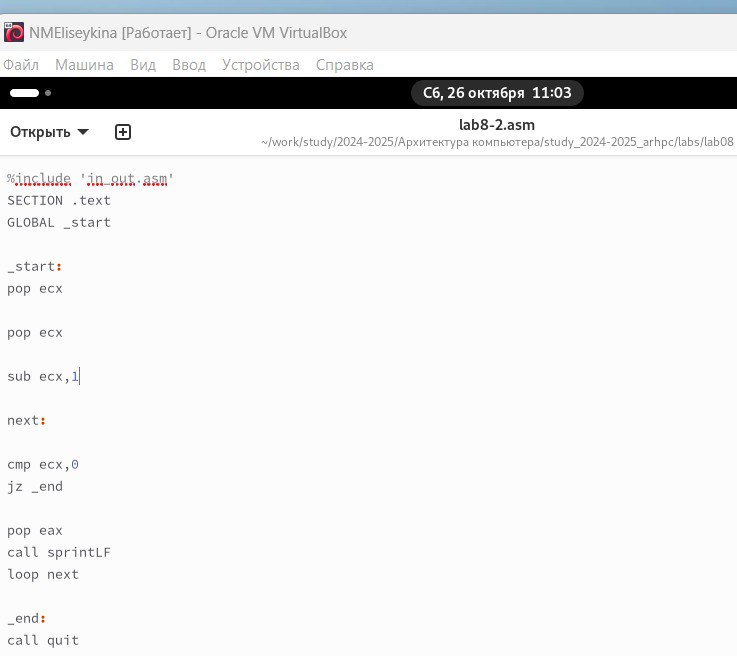 NMEliseykina [Работает] - Oracle VM VirtualBox
Файл Машина Вид Ввод Устройства Справка
Сб, 26 октября 11:03
Открыть
lab8-2.asm
~/work/study/2024-2025/Архитектура компьютера/study_2024-2025_arhpc/labs/lab08
%include 'in_out.asm'
SECTION .text
GLOBAL _start
_start:
pop ecx
pop ecx
sub ecx,1
next:
cmp ecx,0
jz _end
pop eax
call sprintLF
loop next
_end:
call quit